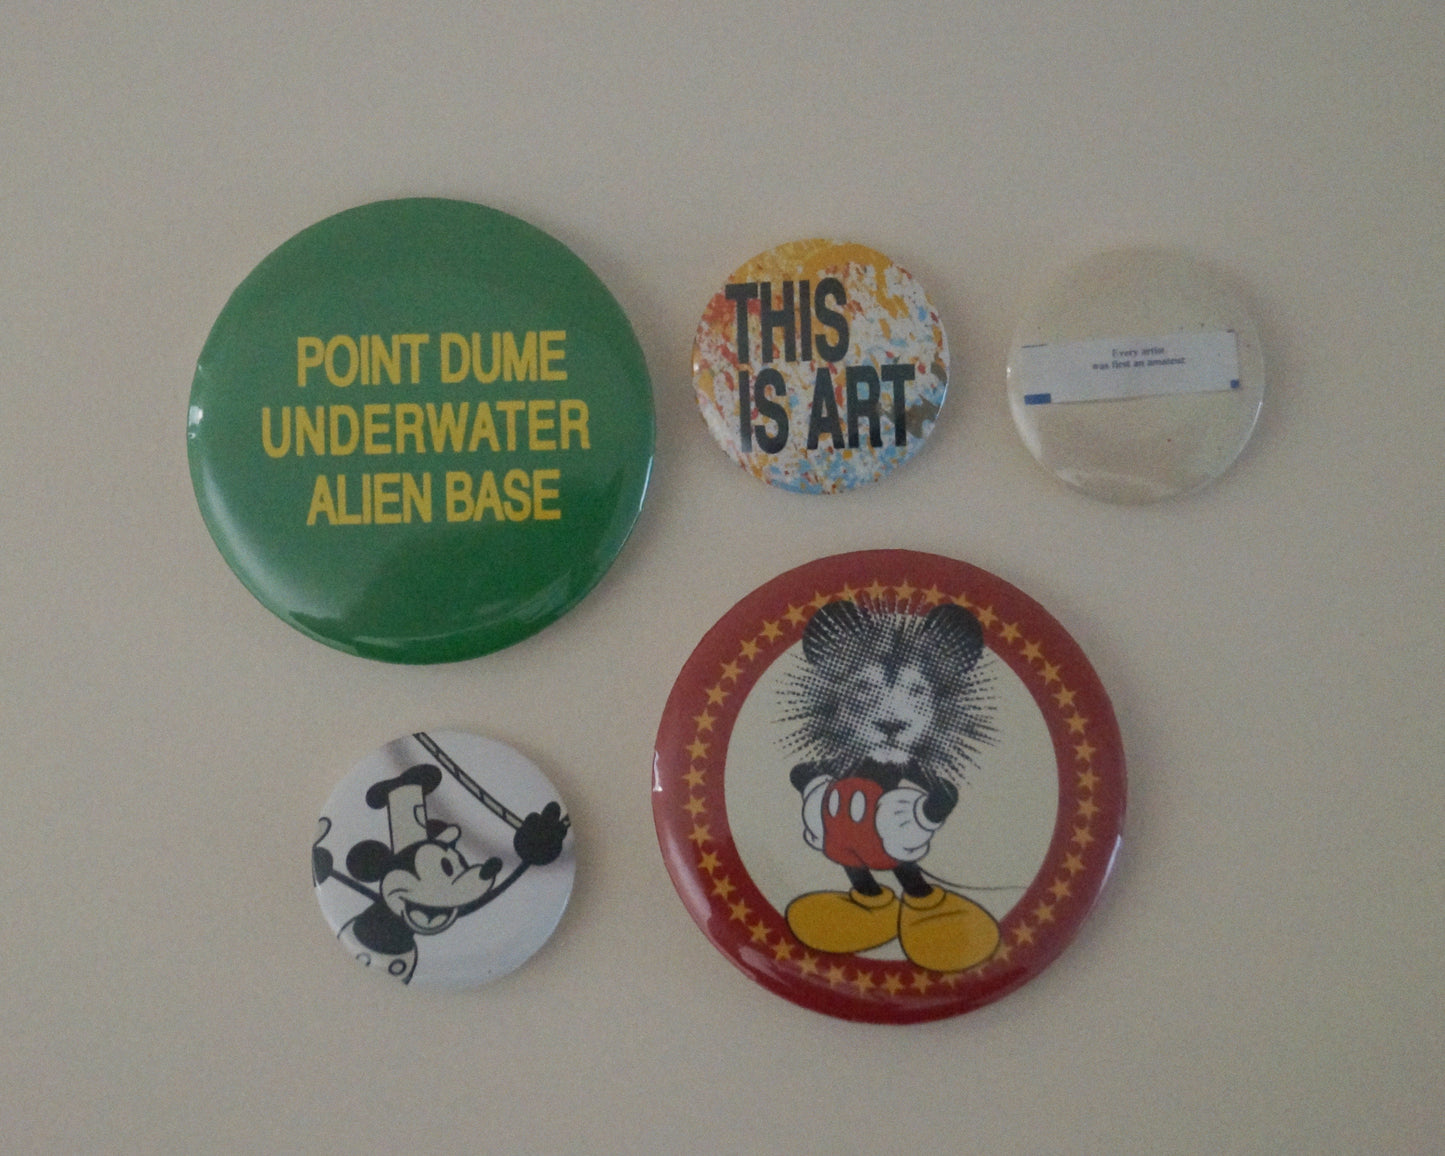 POINT DUME
UNDERWATER
ALIEN BASE
THIS
IS ART
Every artist
was first an amateur.